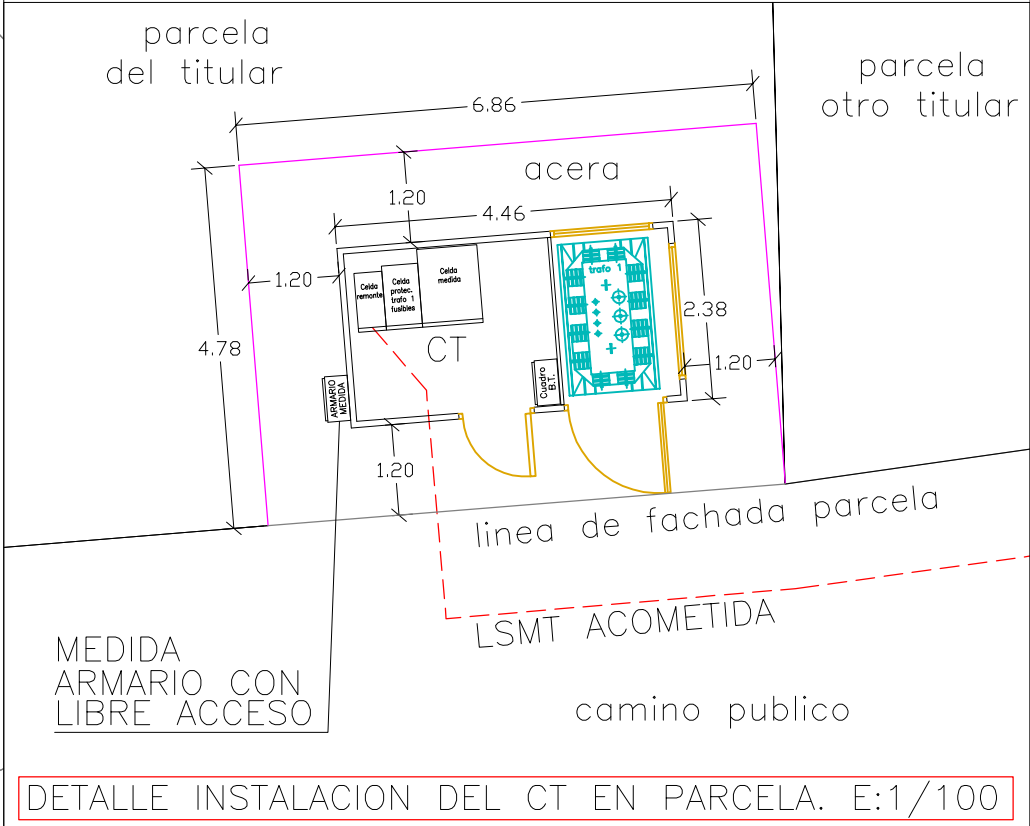 parcela
del titular
parcela
otro titular
6.86
acera
1.20
4.46
1.20
Celda
remonte
Celda
protec.
trafo 1
fusibles
Celda
medida
trafo 1
2.38
4.78
CT
1.20
Cuadro
B.T.
ARMARIO
MEDIDA
1.20
linea de fachada parcela
LSMT ACOMETIDA
MEDIDA
ARMARIO CON
LIBRE ACCESO
camino publico
DETALLE INSTALACION DEL CT EN PARCELA. E:1/100